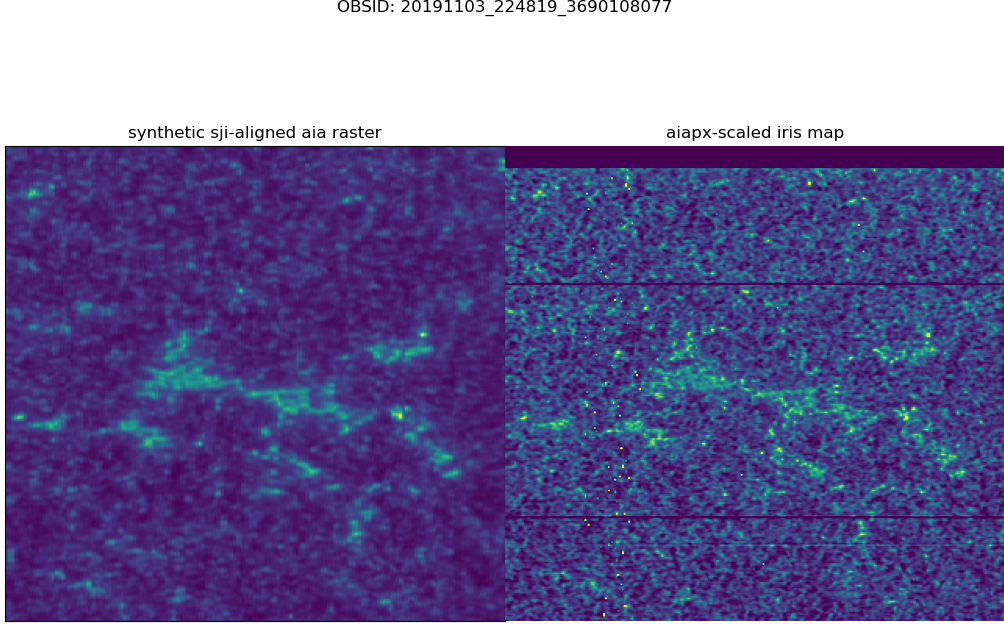 OBSID: 20191103_224819_3690108077
synthetic sji-aligned aia raster
aiapx-scaled iris map